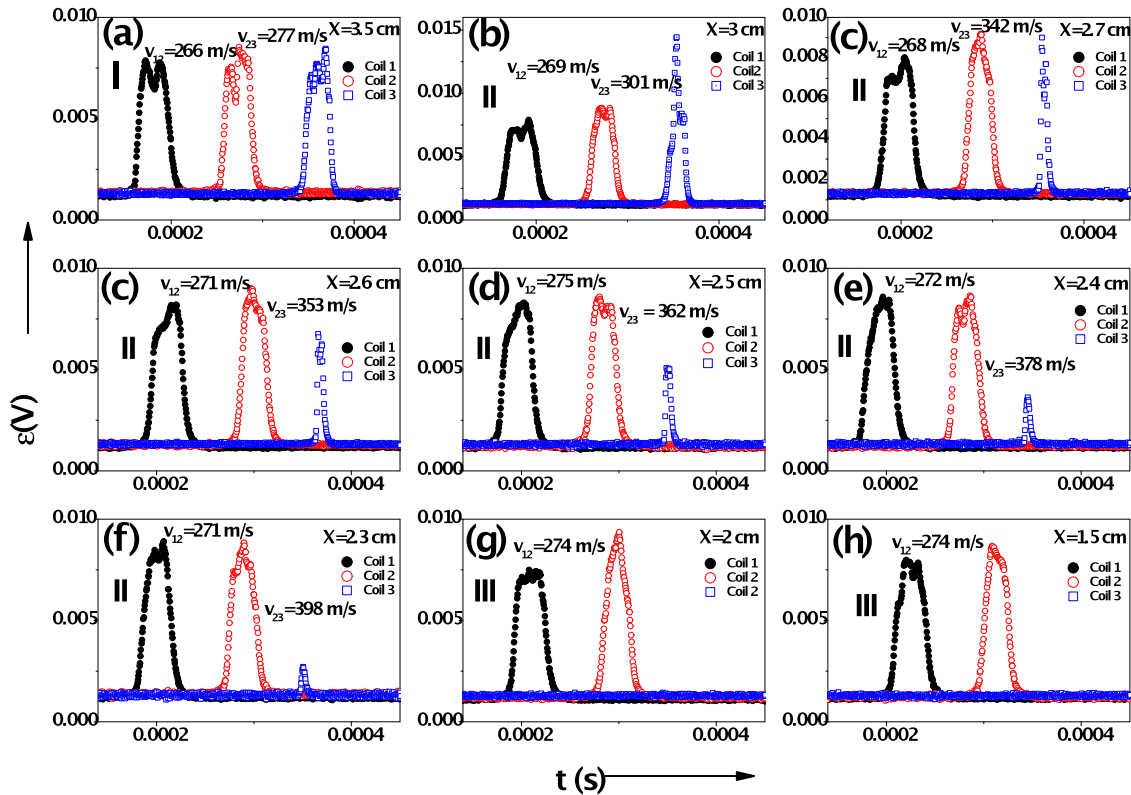 (a) v12=266 m/s v23=277 m/s X=3.5 cm
I
Coil 1
Coil 2
Coil 3
0.010
0.005
0.000
0.0002 0.0004
(b) X=3 cm
v12=269 m/s
v23=301 m/s
II
Coil 1
Coil2
Coil 3
0.015
0.010
0.005
0.000
0.0002 0.0004
(c) v12=268 m/s v23=342 m/s X=2.7 cm
II
Coil 1
Coil 2
Coil 3
0.010
0.008
0.006
0.004
0.002
0.000
0.0002 0.0004
(c) v12=271 m/s X=2.6 cm
v23=353 m/s
II
Coil 1
Coil 2
Coil 3
0.010
0.005
0.000
0.0002 0.0004
(d) v12=275 m/s X=2.5 cm
v23= 362 m/s
II
Coil 1
Coil 2
Coil 3
0.010
0.005
0.000
0.0002 0.0004
(e) v12=272 m/s X=2.4 cm
v23=378 m/s
II
Coil 1
Coil 2
Coil 3
0.010
0.005
0.000
0.0002 0.0004
(f) v12=271 m/s X=2.3 cm
v23=398 m/s
II
Coil 1
Coil 2
Coil 3
0.010
0.005
0.000
0.0002 0.0004
(g) v12=274 m/s X=2 cm
III
Coil 1
Coil 2
Coil 2
0.010
0.005
0.000
0.0002 0.0004
(h) v12=274 m/s X=1.5 cm
III
Coil 1
Coil 2
Coil 3
0.010
0.005
0.000
0.0002 0.0004
ε(V)
t (s)